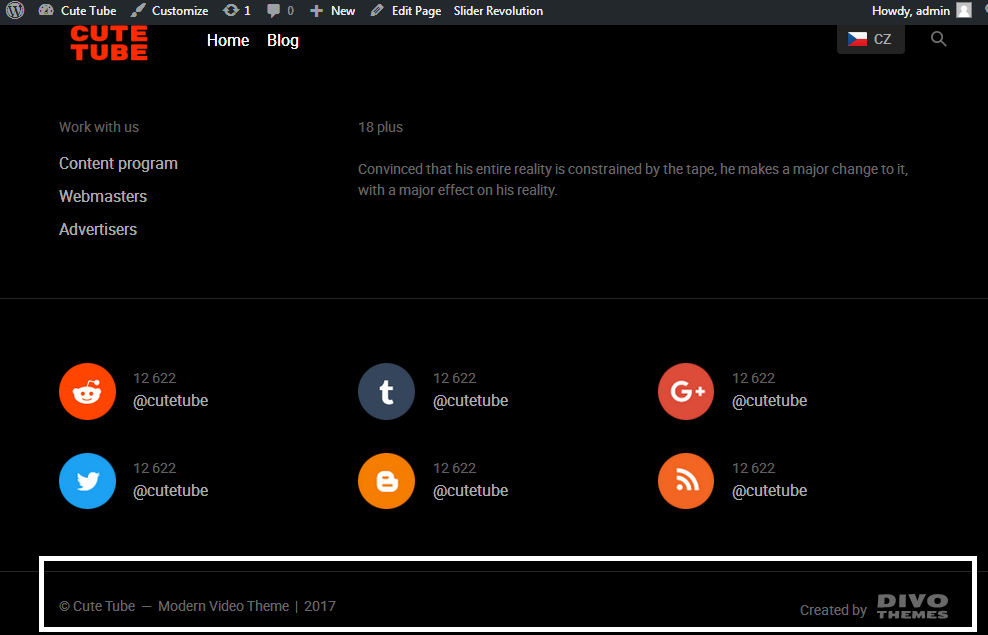 Cute Tube Customize 1 0 New Edit Page Slider Revolution Howdy, admin
CUTE
TUBE
Home Blog
CZ
Work with us
Content program
Webmasters
Advertisers
18 plus
Convinced that his entire reality is constrained by the tape, he makes a major change to it,
with a major effect on his reality.
12 622
@cutetube
12 622
@cutetube
12 622
@cutetube
12 622
@cutetube
12 622
@cutetube
12 622
@cutetube
© Cute Tube — Modern Video Theme | 2017
Created by DIVO
THEMES